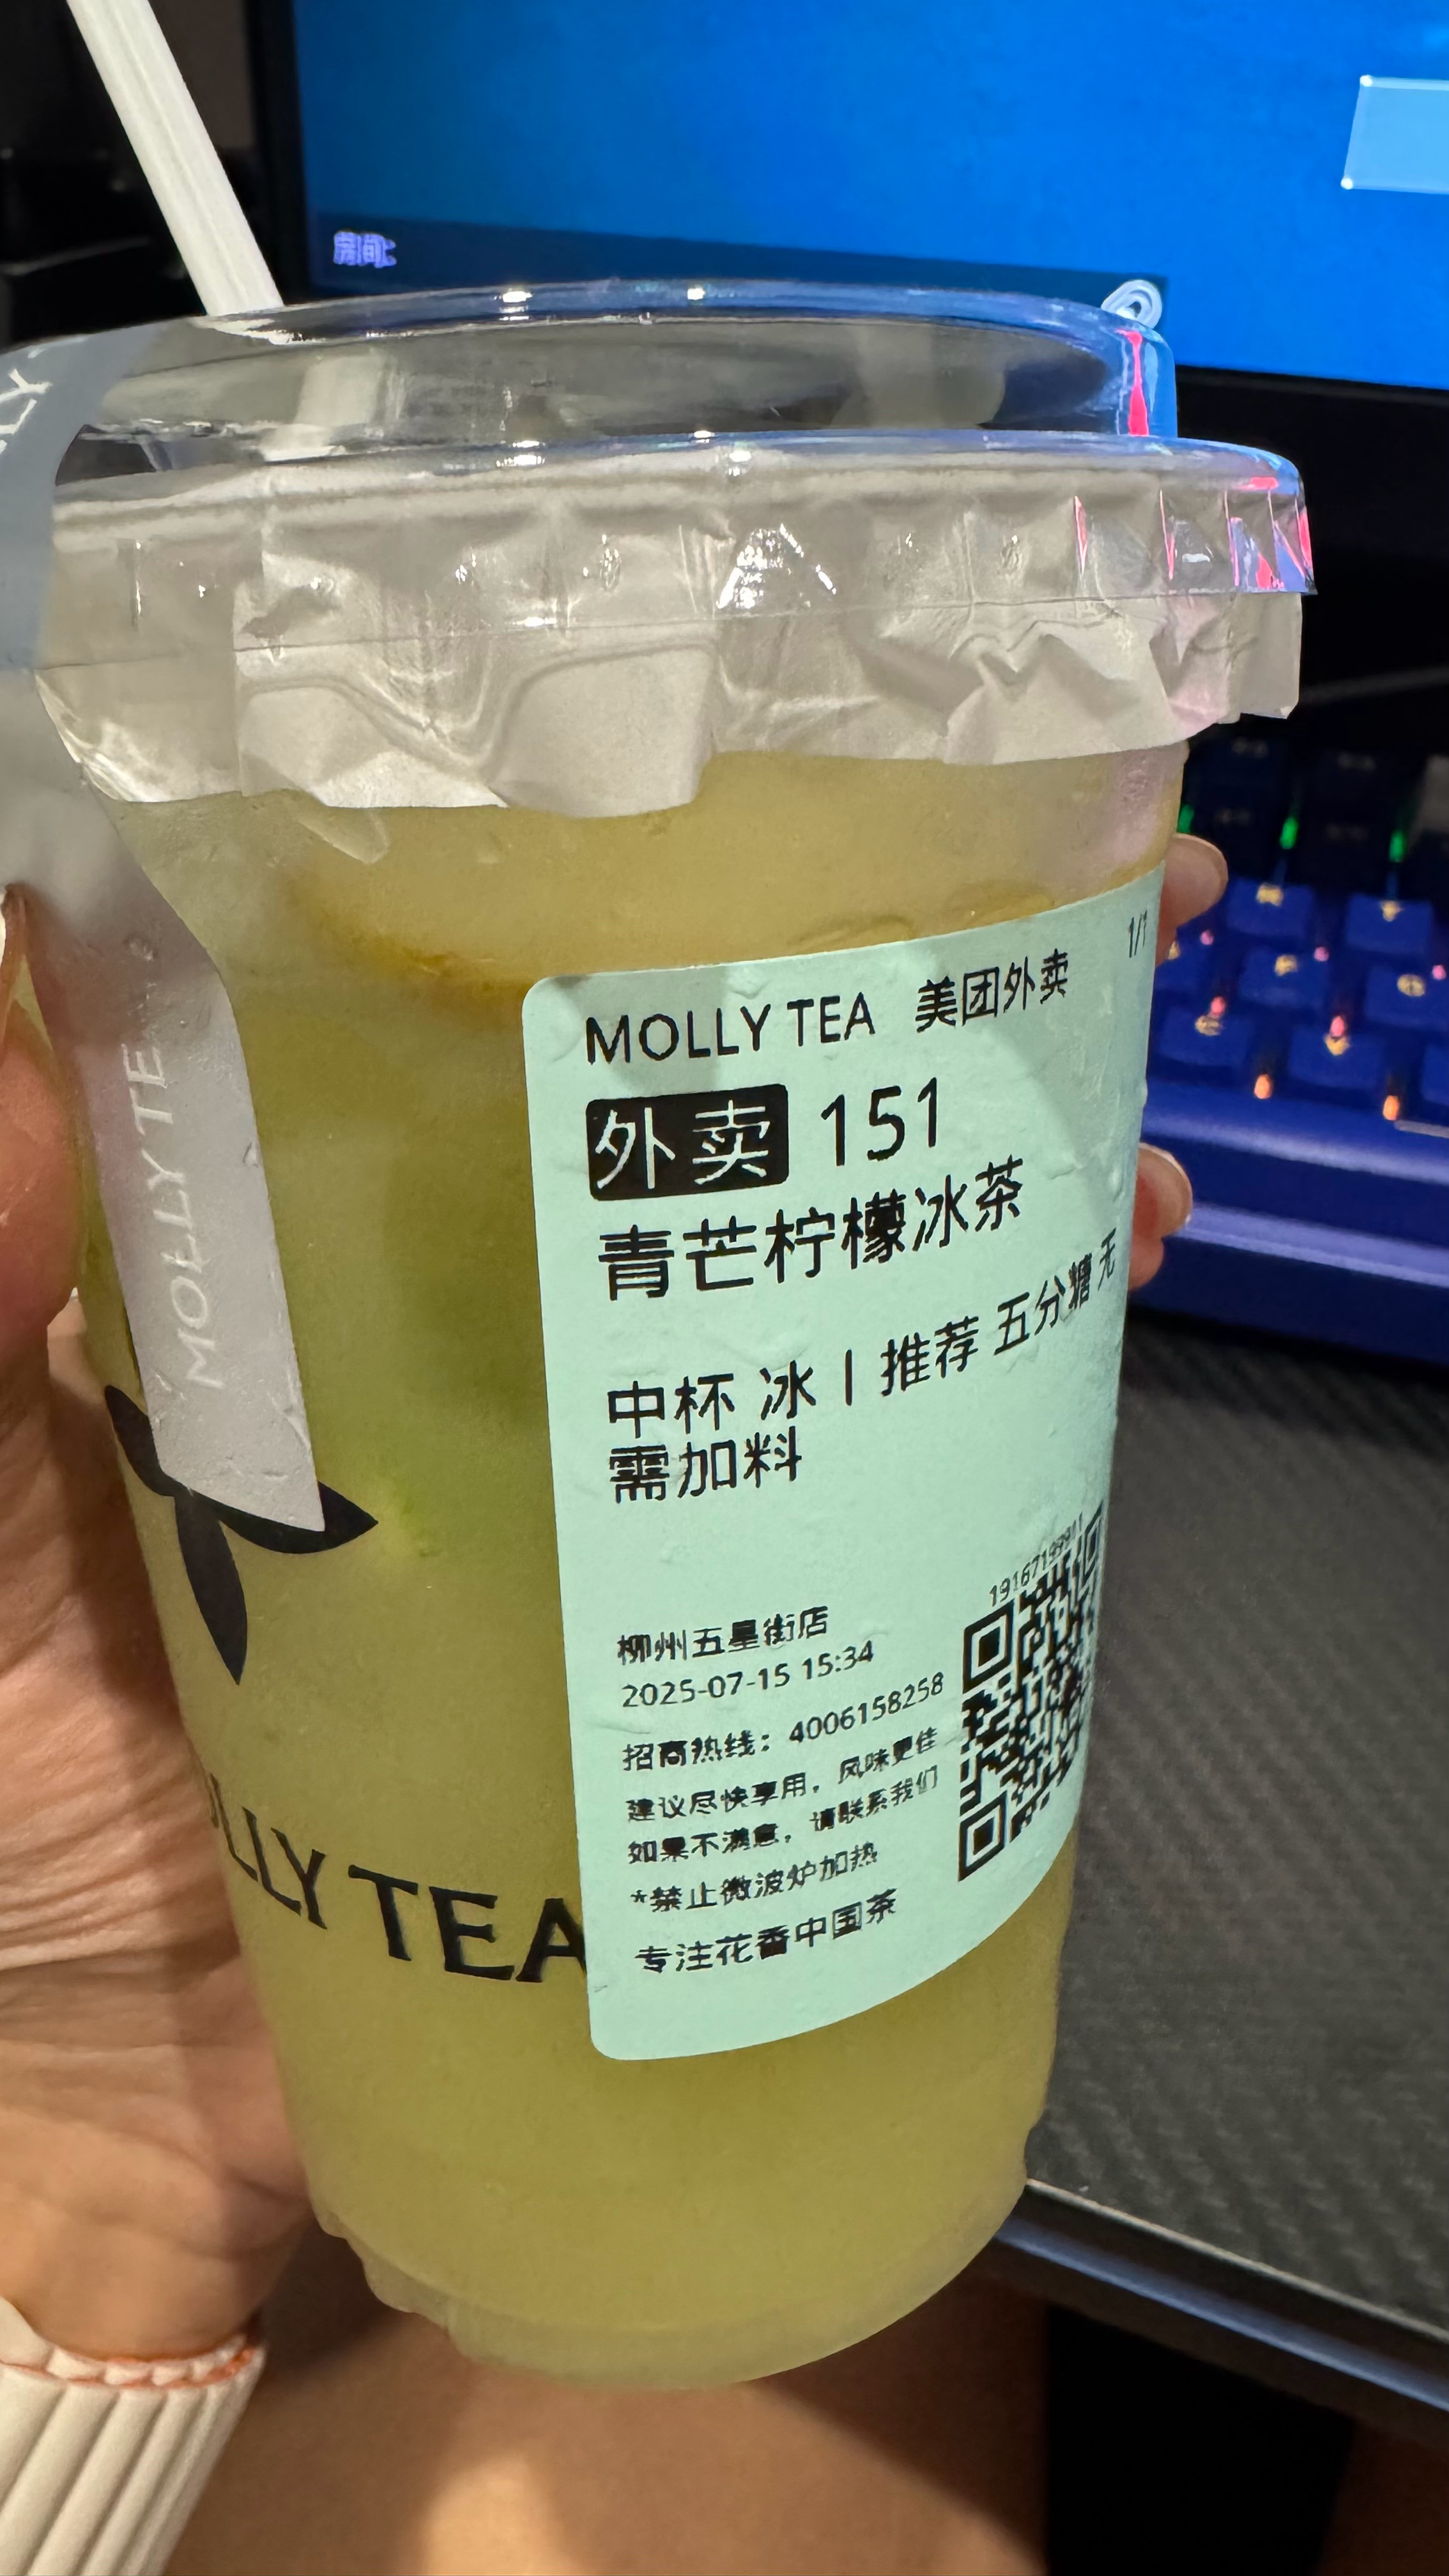 MOLLY TEA 美团外卖 1/1
外卖 151
青芒柠檬冰茶
中杯 冰 | 推荐 五分糖 无
需加料
柳州五星街店
2025-07-15 15:34
招商热线：4006158258
建议尽快享用，风味更佳
如果不满意，请联系我们
*禁止微波炉加热
专注花香中国茶
MOLLY TE
LLY TEA
LY